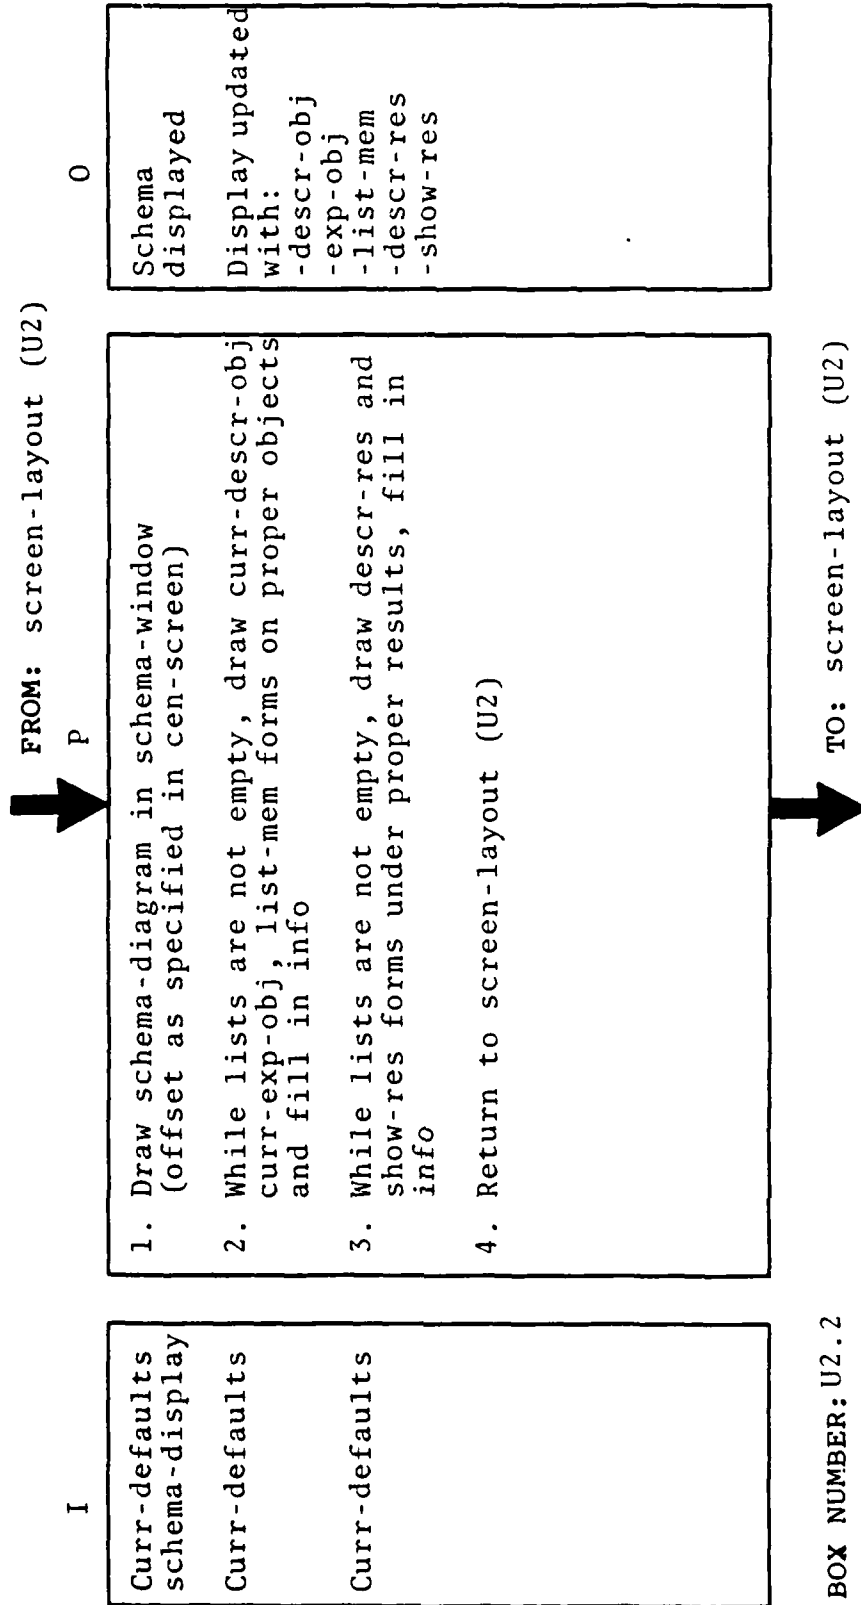 FROM: screen-layout (U2)
I
P
O
Curr-defaults
schema-display
Curr-defaults
Curr-defaults
1. Draw schema-diagram in schema-window
(offset as specified in cen-screen)
2. While lists are not empty, draw curr-descr-obj
curr-exp-obj, list-mem forms on proper objects
and fill in info
3. While lists are not empty, draw descr-res and
show-res forms under proper results, fill in
info
4. Return to screen-layout (U2)
Schema
displayed
Display updated
with:
-descr-obj
-exp-obj
-list-mem
-descr-res
-show-res
BOX NUMBER: U2.2
TO: screen-layout (U2)